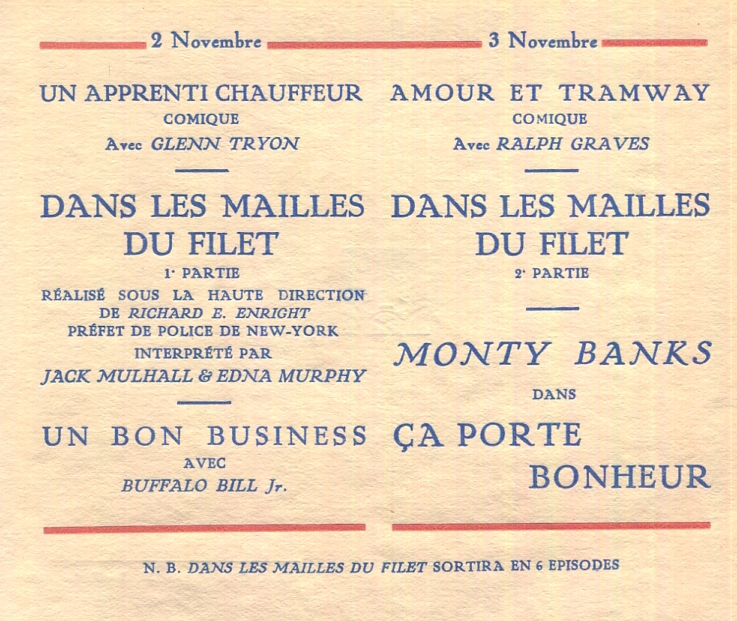 2 Novembre
UN APPRENTI CHAUFFEUR
COMIQUE
Avec GLENN TRYON
DANS LES MAILLES
DU FILET
1e PARTIE
RÉALISÉ SOUS LA HAUTE DIRECTION
DE RICHARD E. ENRIGHT
PRÉFET DE POLICE DE NEW-YORK
INTERPRÉTÉ PAR
JACK MULHALL & EDNA MURPHY
UN BON BUSINESS
AVEC
BUFFALO BILL Jr.
3 Novembre
AMOUR ET TRAMWAY
COMIQUE
Avec RALPH GRAVES
DANS LES MAILLES
DU FILET
2e PARTIE
MONTY BANKS
DANS
ÇA PORTE
BONHEUR
N. B. DANS LES MAILLES DU FILET SORTIRA EN 6 EPISODES